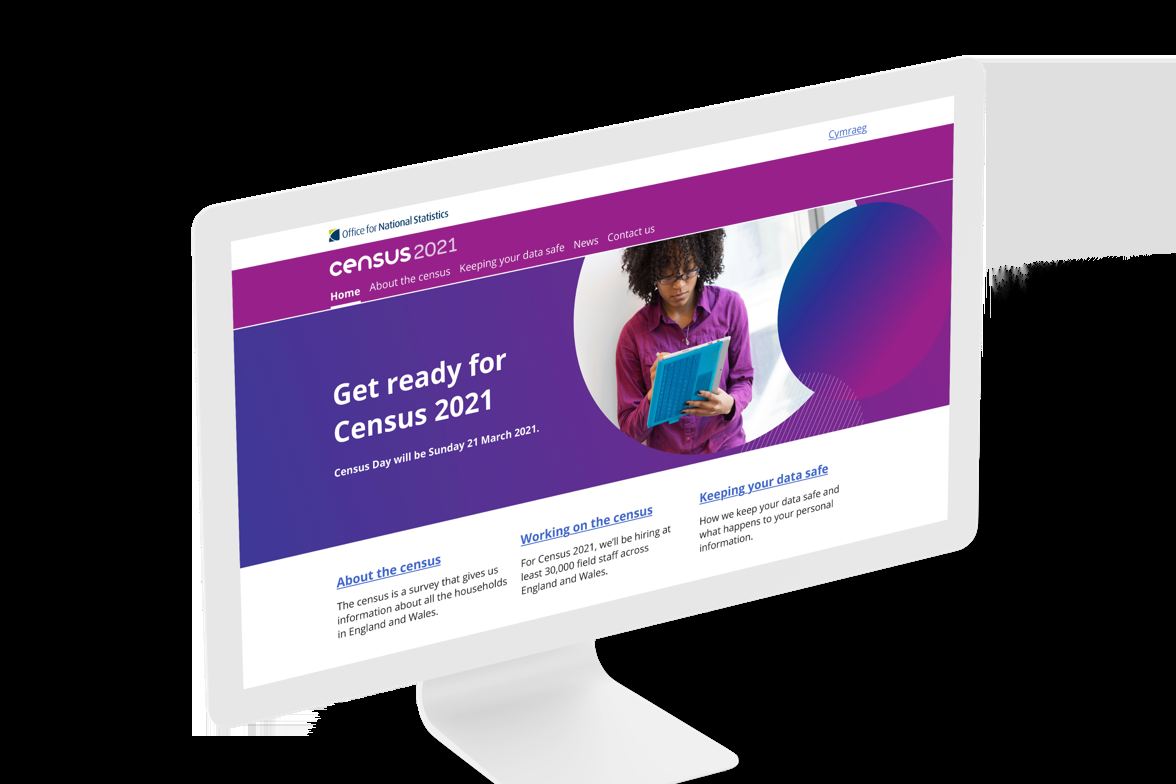 Cymraeg
Office for National Statistics
census 2021
Home About the census Keeping your data safe News Contact us
Get ready for
Census 2021
Census Day will be Sunday 21 March 2021.
About the census
The census is a survey that gives us
information about all the households
in England and Wales.
Working on the census
For Census 2021, we'll be hiring at
least 30,000 field staff across
England and Wales.
Keeping your data safe
How we keep your data safe and
what happens to your personal
information.